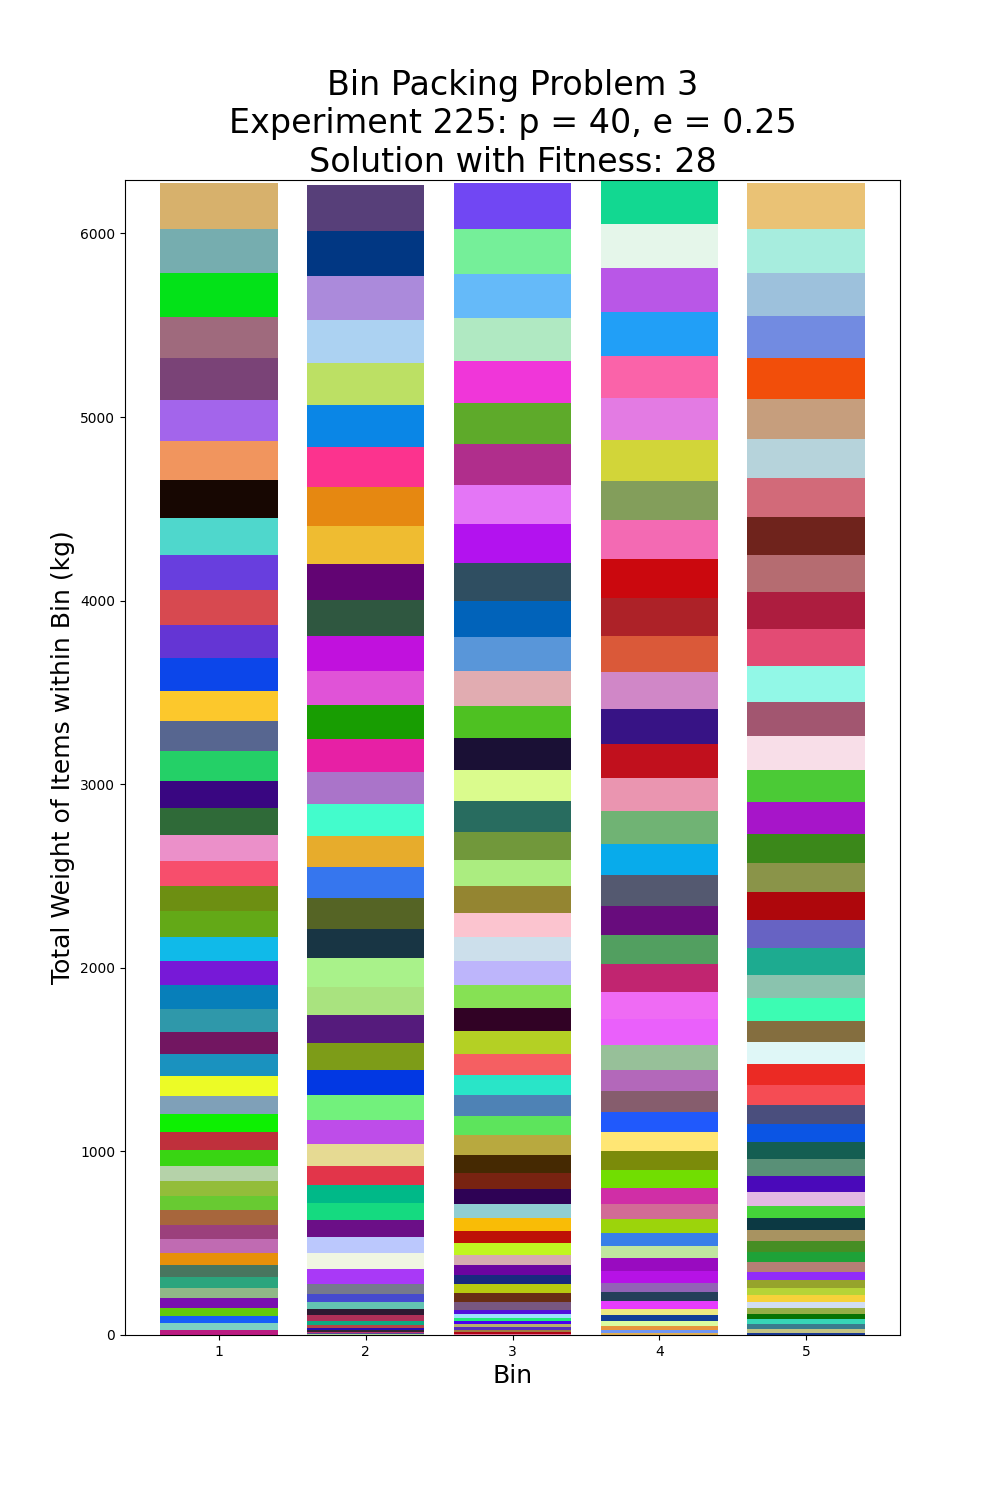 Bin Packing Problem 3
Experiment 225: p = 40, e = 0.25
Solution with Fitness: 28
Total Weight of Items within Bin (kg)
6000
5000
4000
3000
2000
1000
0
1 2 3 4 5
Bin